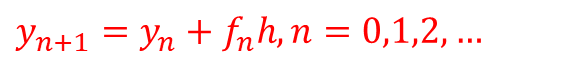 yₙ₊₁ = yₙ + fₙh, n = 0,1,2, …